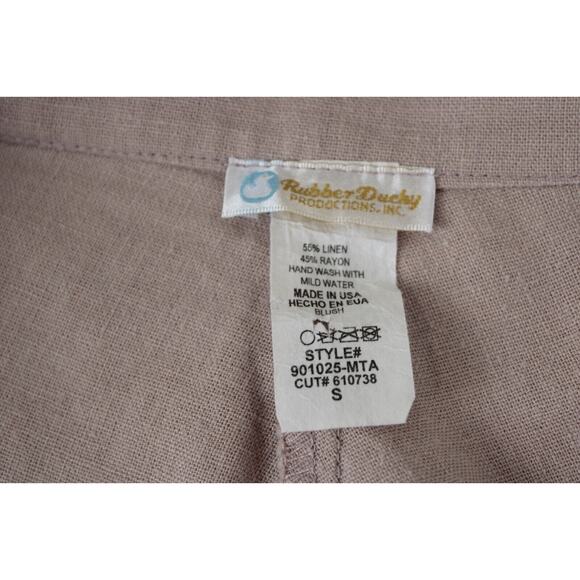 Rubber Ducky
PRODUCTIONS, INC.
55% LINEN
45% RAYON
HAND WASH WITH
MILD WATER
MADE IN USA
HECHO EN EUA
BLUSH
STYLE#
901025-MTA
CUT# 610738
S